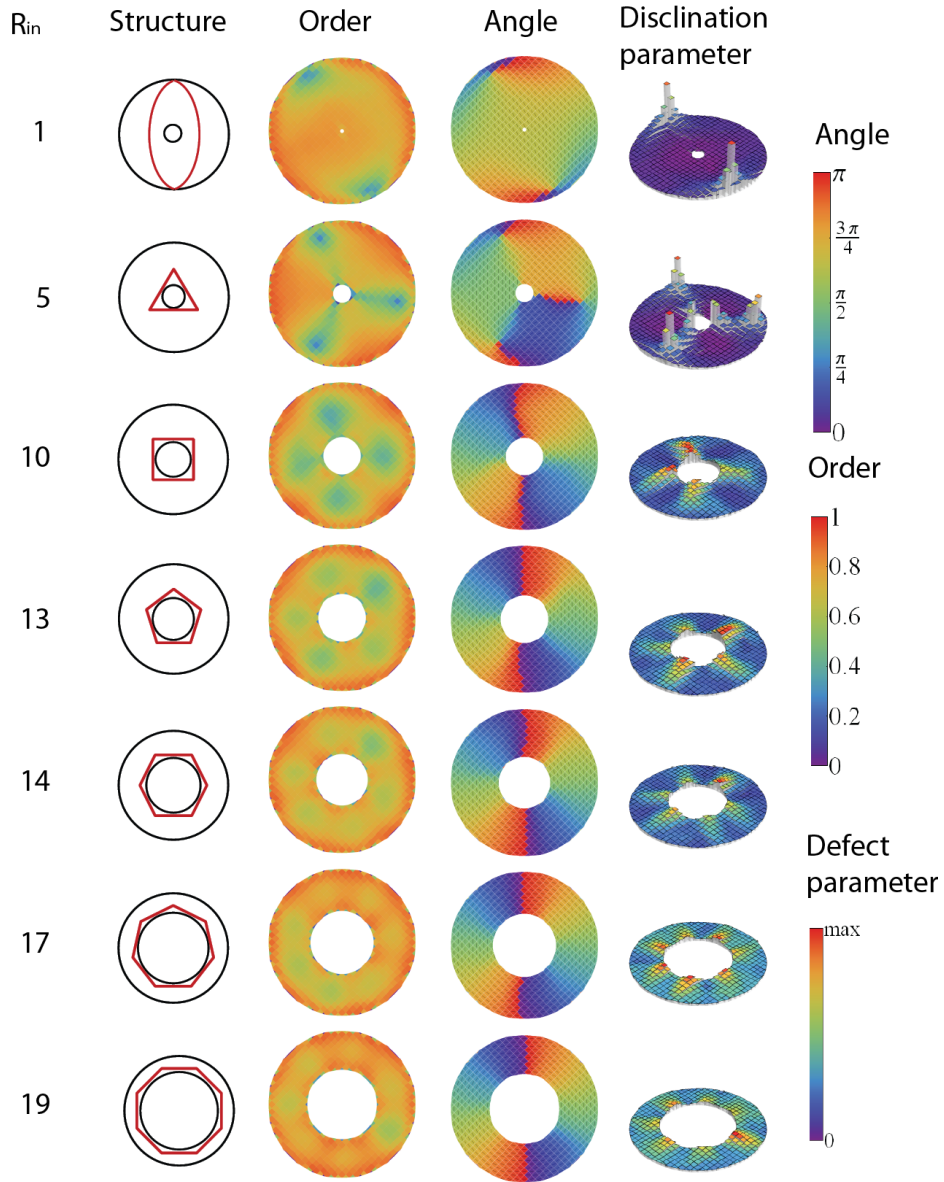 Rin
Structure
Order
Angle
Disclination
parameter
1
5
10
13
14
17
19
Angle
π
3π
4
π
2
π
4
0
Order
1
0.8
0.6
0.4
0.2
0
Defect
parameter
max
0